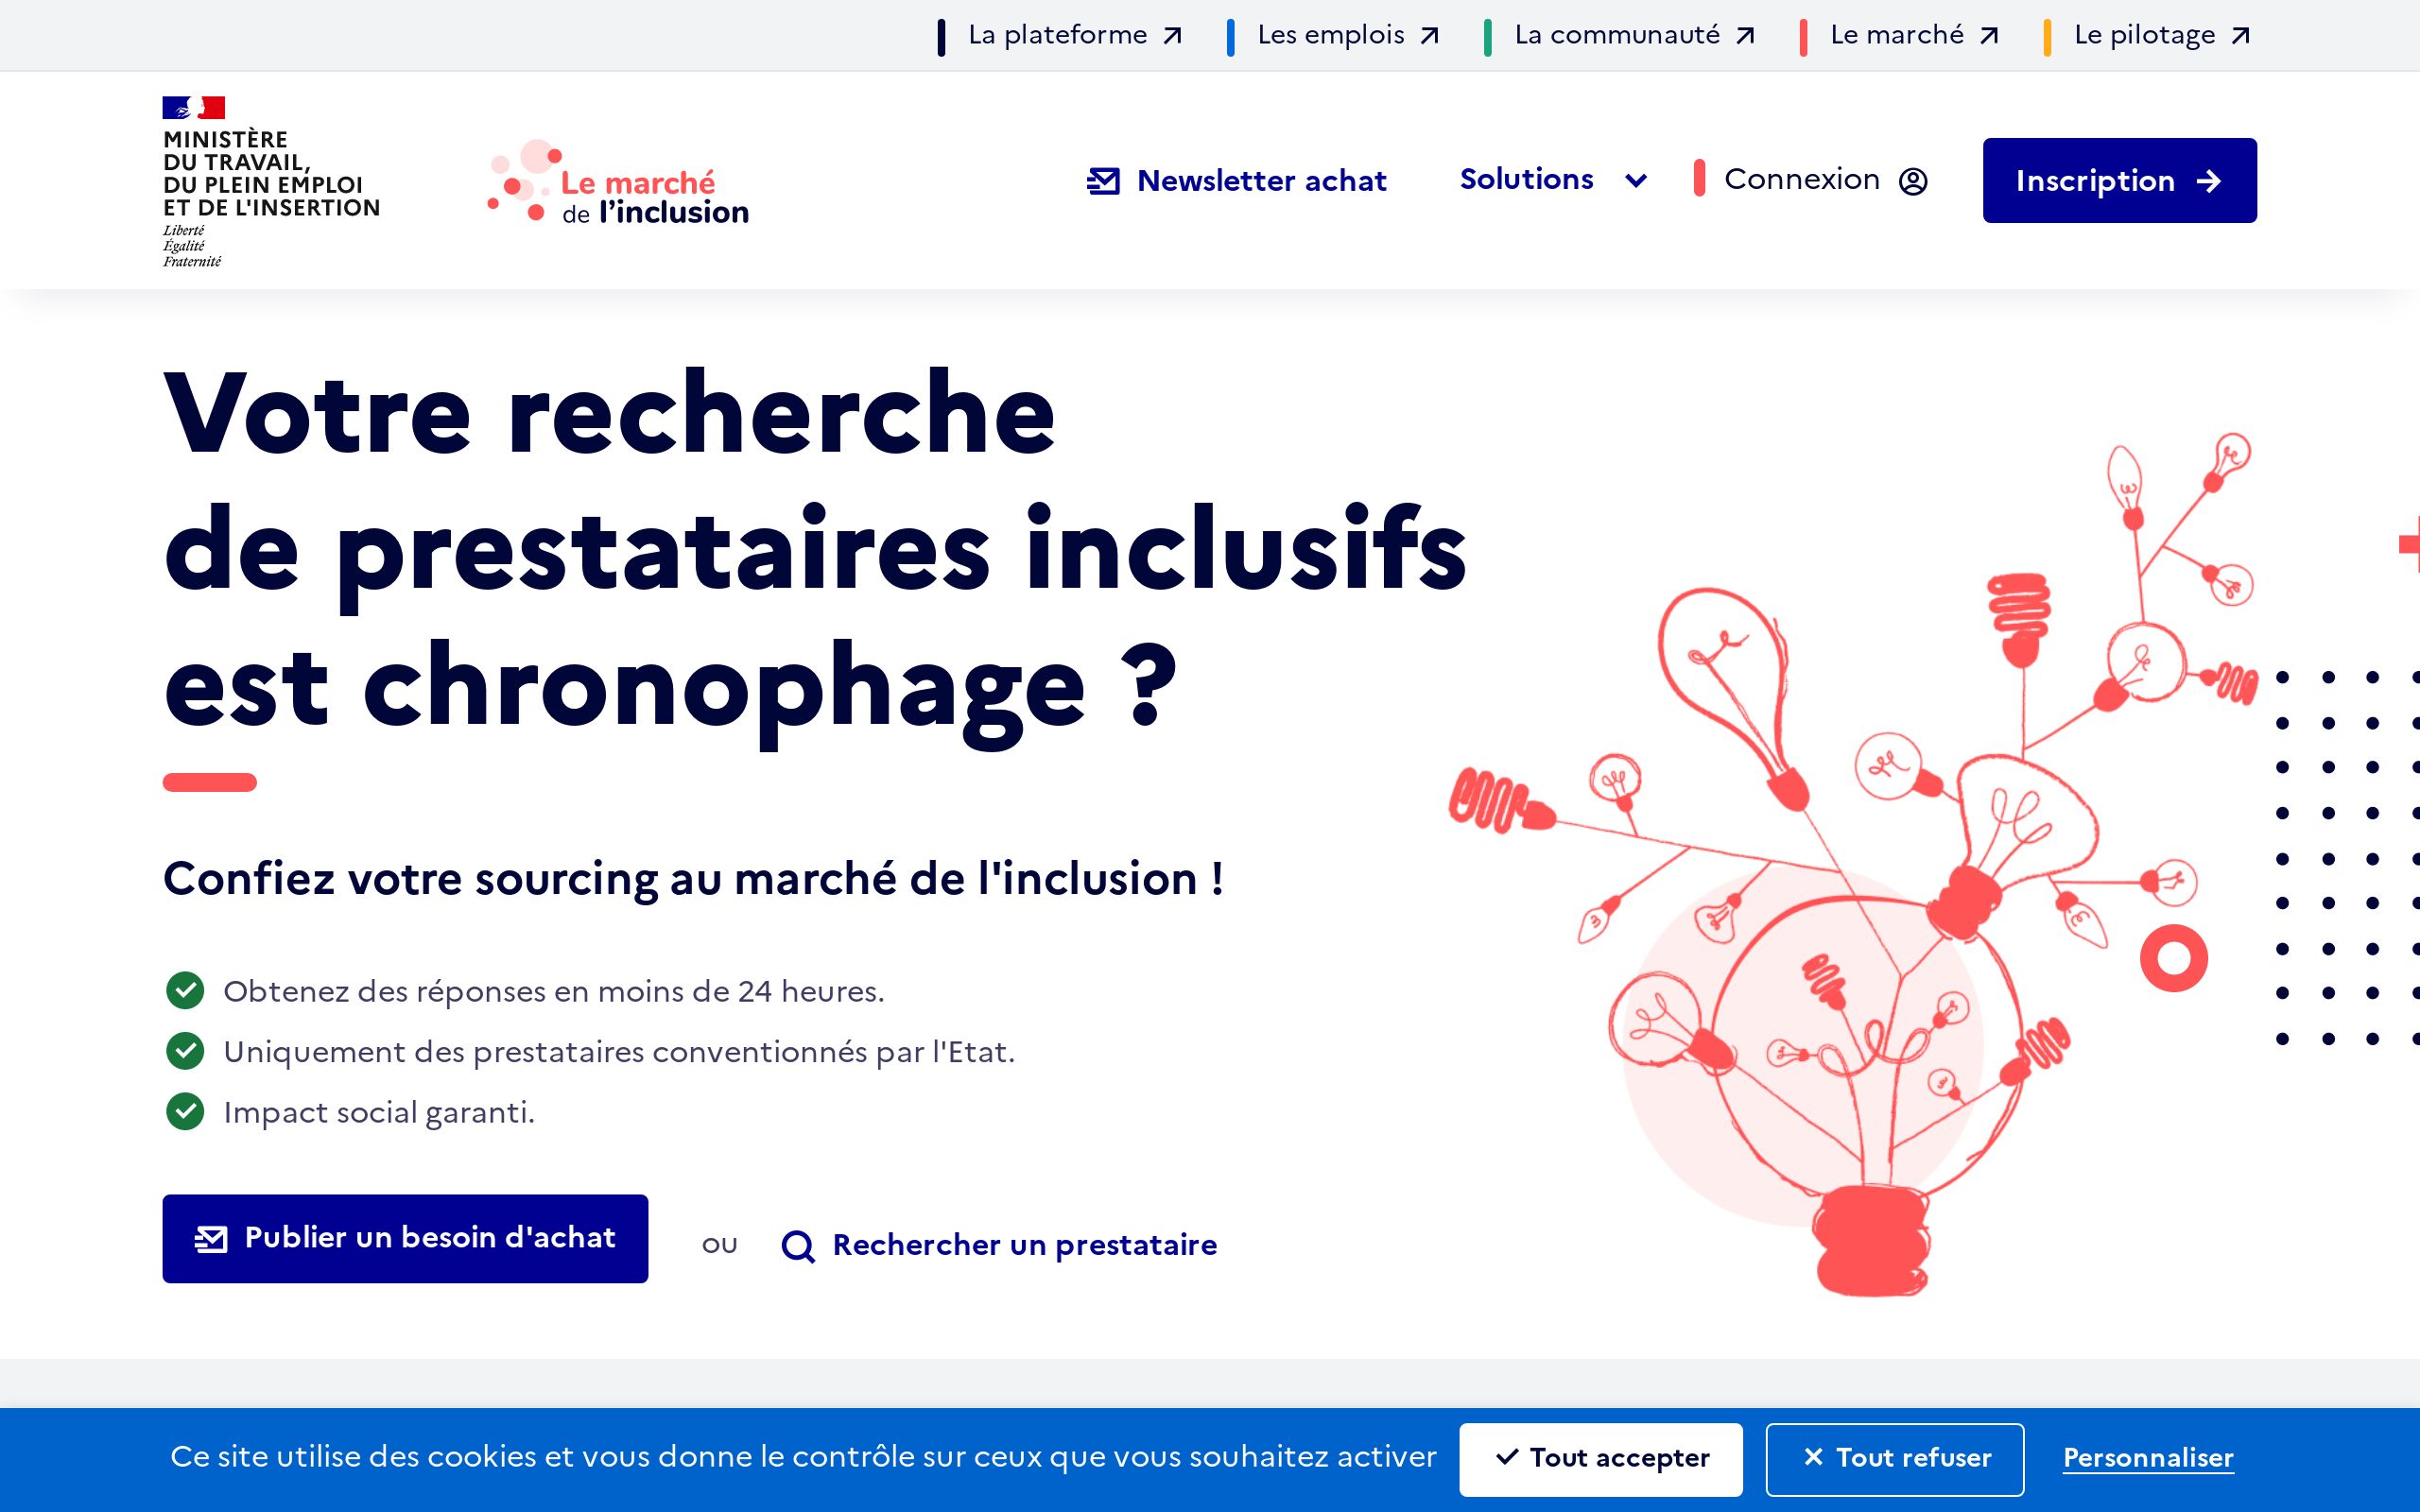 La plateforme
Les emplois
La communauté
Le marché
Le pilotage
MINISTÈRE
DU TRAVAIL,
DU PLEIN EMPLOI
ET DE L'INSERTION
Liberté
Égalité
Fraternité
Le marché
de l'inclusion
Newsletter achat
Solutions
Connexion
Inscription
Votre recherche
de prestataires inclusifs
est chronophage ?
Confiez votre sourcing au marché de l'inclusion !
Obtenez des réponses en moins de 24 heures.
Uniquement des prestataires conventionnés par l'Etat.
Impact social garanti.
Publier un besoin d'achat
ou
Rechercher un prestataire
Ce site utilise des cookies et vous donne le contrôle sur ceux que vous souhaitez activer
Tout accepter
Tout refuser
Personnaliser